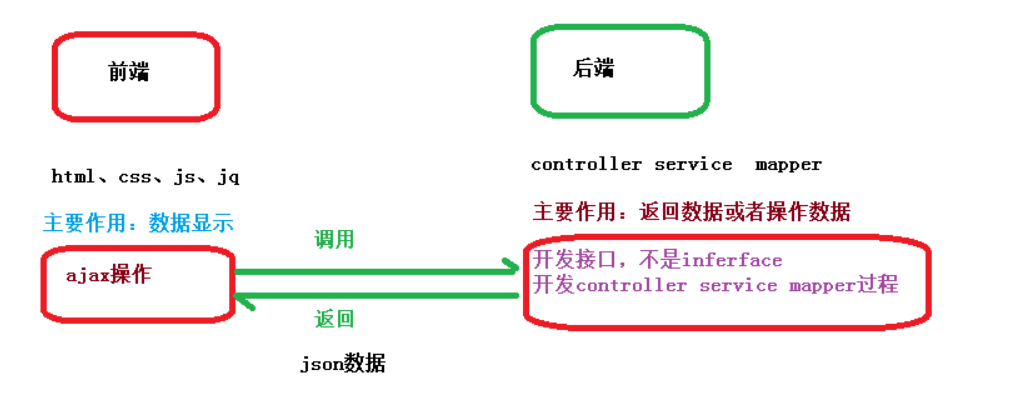 前端
后端
html、css、js、jq
controller service mapper
主要作用：数据显示
主要作用：返回数据或者操作数据
ajax操作
调用
返回
json数据
开发接口，不是inferface
开发controller service mapper过程